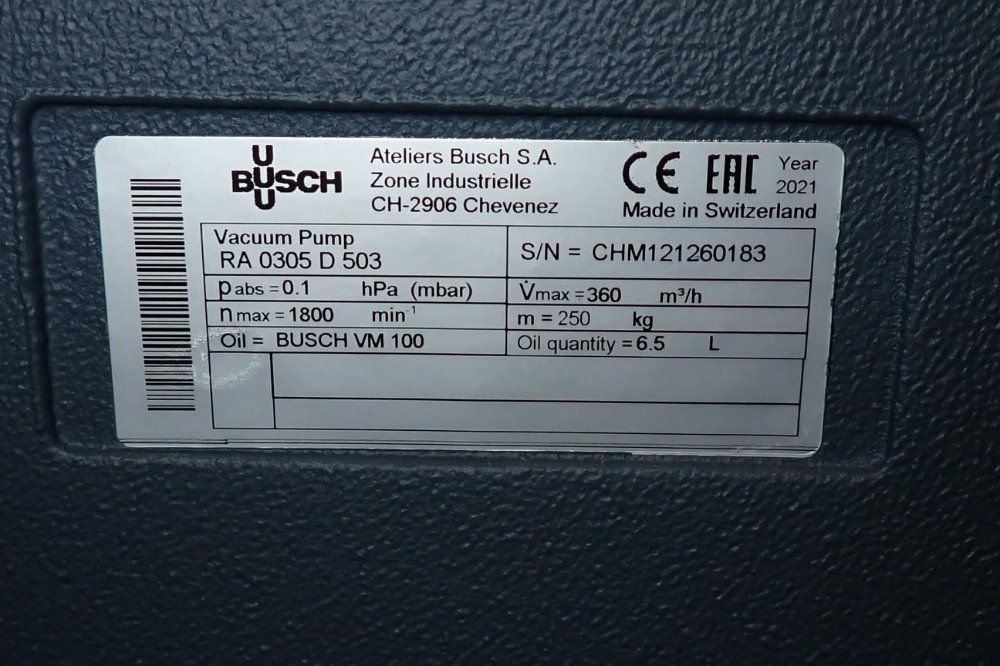 BUSCH
Ateliers Busch S.A.
Zone Industrielle
CH-2906 Chevenez
CE EAC
Year
2021
Made in Switzerland
Vacuum Pump
RA 0305 D 503
S/N = CHM121260183
p abs = 0.1 hPa (mbar)
V̇max = 360 m³/h
n max = 1800 min⁻¹
m = 250 kg
Oil = BUSCH VM 100
Oil quantity = 6.5 L